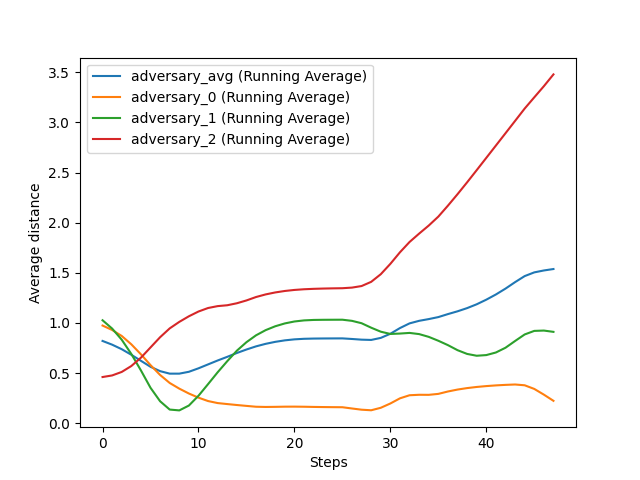 adversary_avg (Running Average)
adversary_0 (Running Average)
adversary_1 (Running Average)
adversary_2 (Running Average)
Average distance
3.5
3.0
2.5
2.0
1.5
1.0
0.5
0.0
0 10 20 30 40
Steps